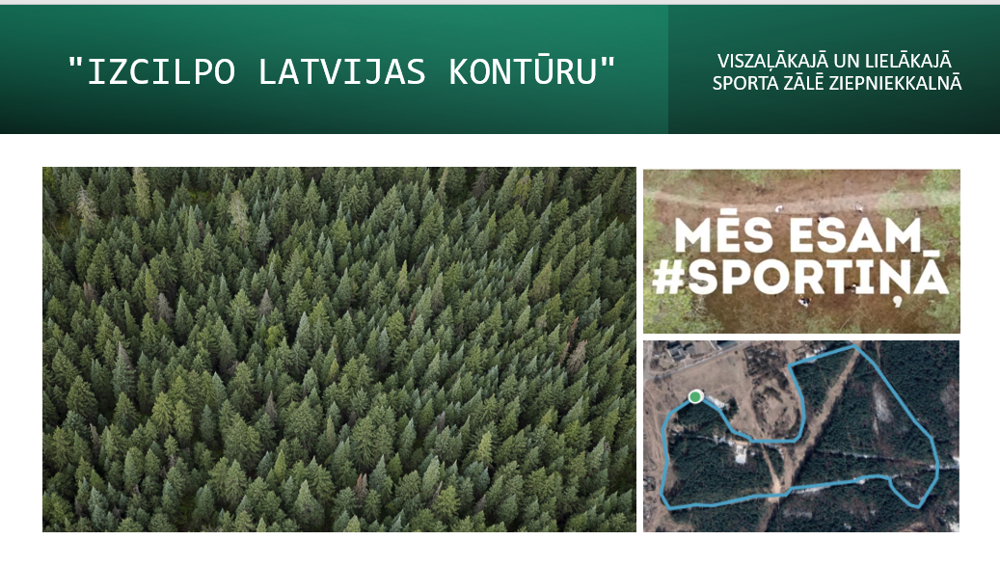 "IZCILPO LATVIJAS KONTŪRU"
VISZAĻĀKAJĀ UN LIELĀKAJĀ
SPORTA ZĀLĒ ZIEPNIEKKALNĀ
MĒS ESAM
#SPORTIŅĀ